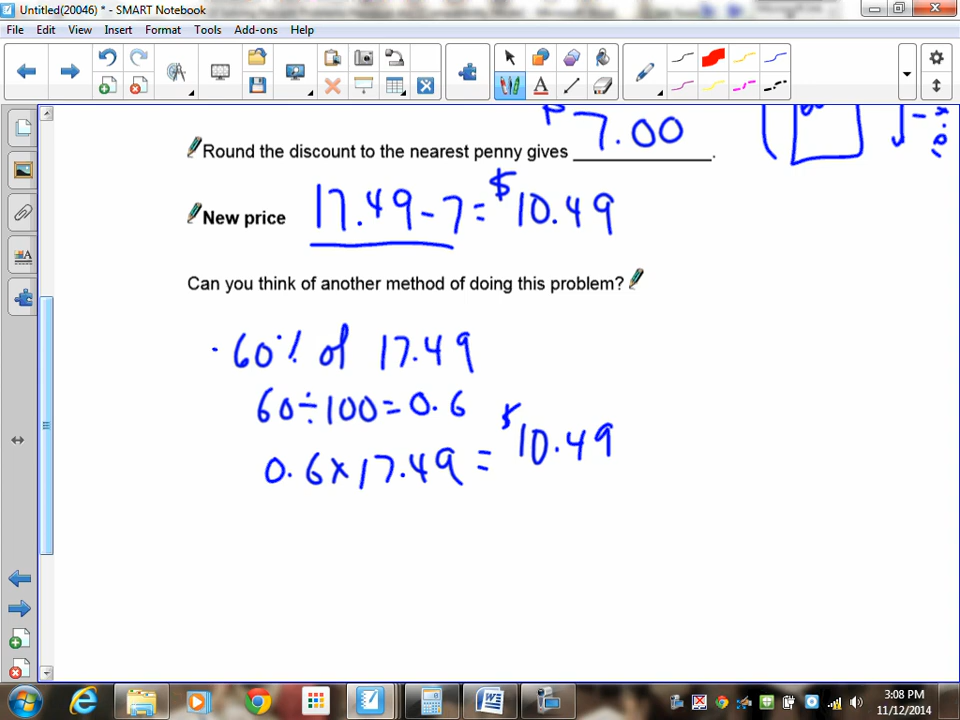 Untitled(20046) * - SMART Notebook
File Edit View Insert Format Tools Add-ons Help
$7.00
Round the discount to the nearest penny gives ____________.
New price 17.49 - 7 = $10.49
Can you think of another method of doing this problem?
· 60% of 17.49
60 ÷ 100 = 0.6
0.6 x 17.49 = $10.49
3:08 PM
11/12/2014